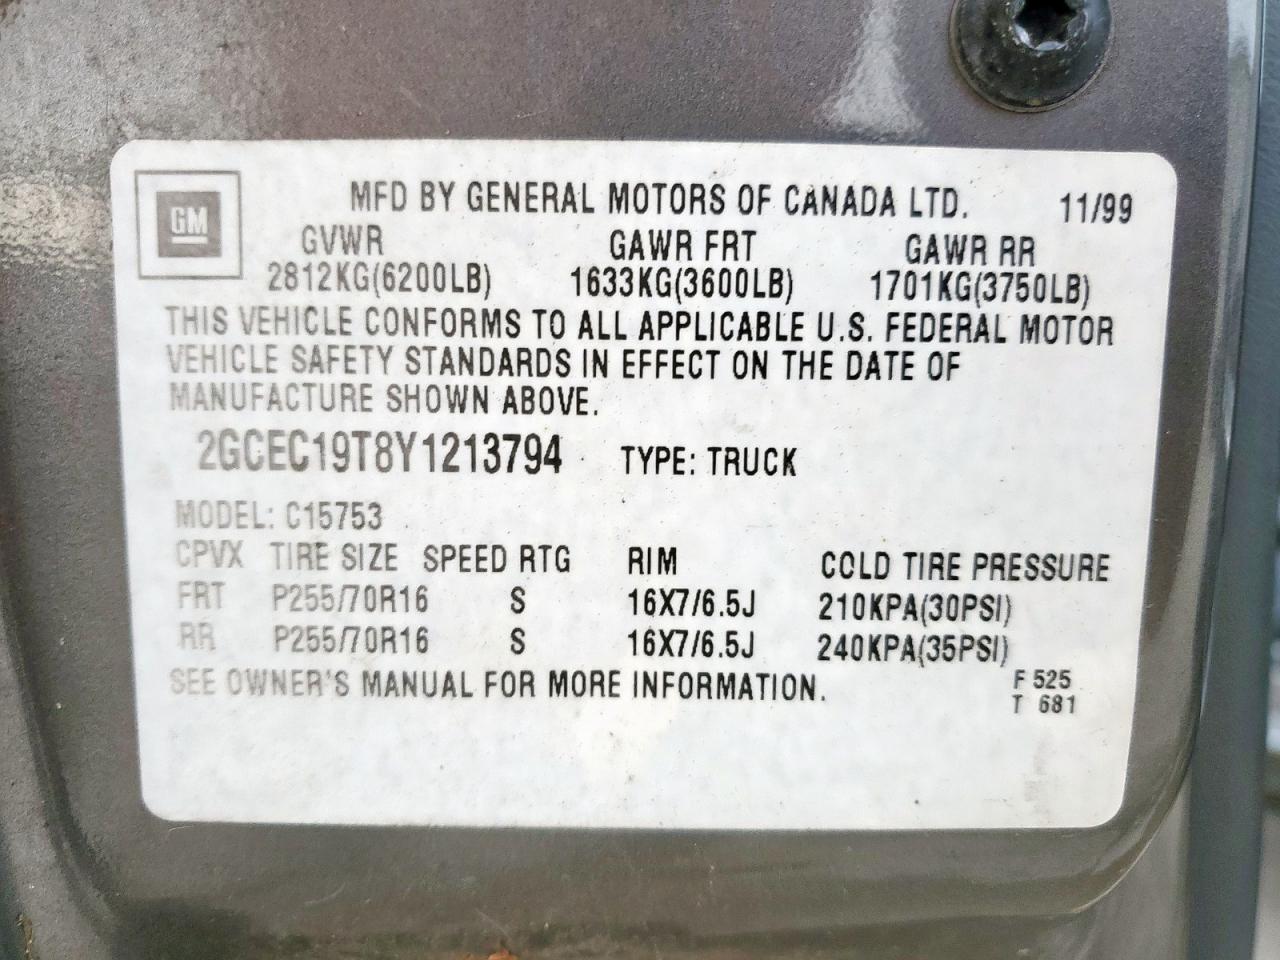 GM
MFD BY GENERAL MOTORS OF CANADA LTD. 11/99
GVWR GAWR FRT GAWR RR
2812KG(6200LB) 1633KG(3600LB) 1701KG(3750LB)
THIS VEHICLE CONFORMS TO ALL APPLICABLE U.S. FEDERAL MOTOR
VEHICLE SAFETY STANDARDS IN EFFECT ON THE DATE OF
MANUFACTURE SHOWN ABOVE.
2GCEC19T8Y1213794 TYPE: TRUCK
MODEL: C15753
CPVX TIRE SIZE SPEED RTG RIM COLD TIRE PRESSURE
FRT P255/70R16 S 16X7/6.5J 210KPA(30PSI)
RR P255/70R16 S 16X7/6.5J 240KPA(35PSI)
SEE OWNER'S MANUAL FOR MORE INFORMATION. F 525
T 681